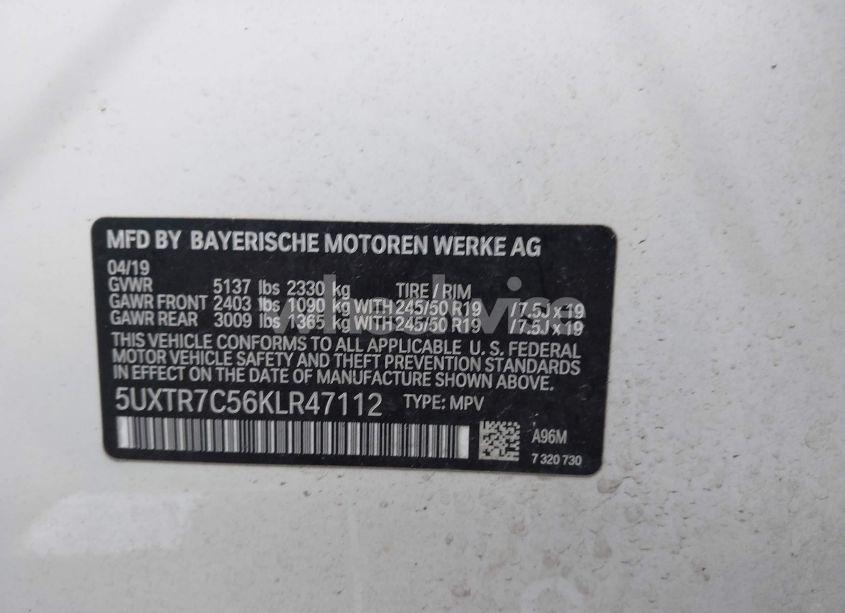 MFD BY BAYERISCHE MOTOREN WERKE AG
04/19
GVWR 5137 lbs 2330 kg TIRE / RIM
GAWR FRONT 2403 lbs 1090 kg WITH 245/50 R19 / 7.5J x 19
GAWR REAR 3009 lbs 1365 kg WITH 245/50 R19 / 7.5J x 19
THIS VEHICLE CONFORMS TO ALL APPLICABLE U. S. FEDERAL
MOTOR VEHICLE SAFETY AND THEFT PREVENTION STANDARDS
IN EFFECT ON THE DATE OF MANUFACTURE SHOWN ABOVE.
5UXTR7C56KLR47112 TYPE: MPV
A96M
7 320 730